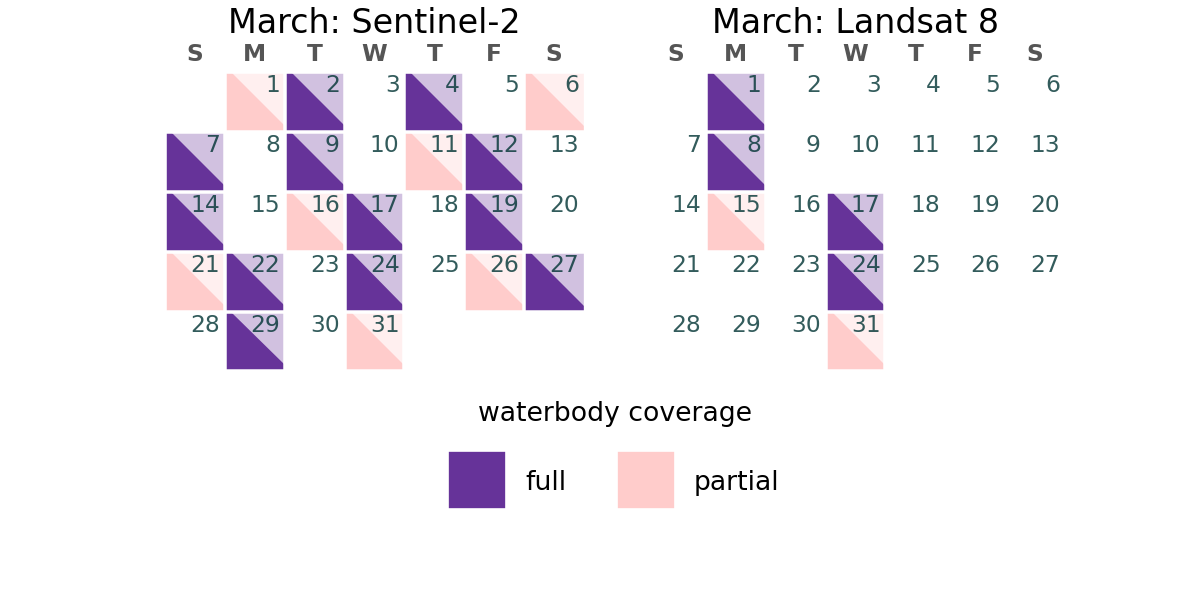 March: Sentinel-2
S M T W T F S
1 2 3 4 5 6
7 8 9 10 11 12 13
14 15 16 17 18 19 20
21 22 23 24 25 26 27
28 29 30 31
March: Landsat 8
S M T W T F S
1 2 3 4 5 6
7 8 9 10 11 12 13
14 15 16 17 18 19 20
21 22 23 24 25 26 27
28 29 30 31
waterbody coverage
full partial